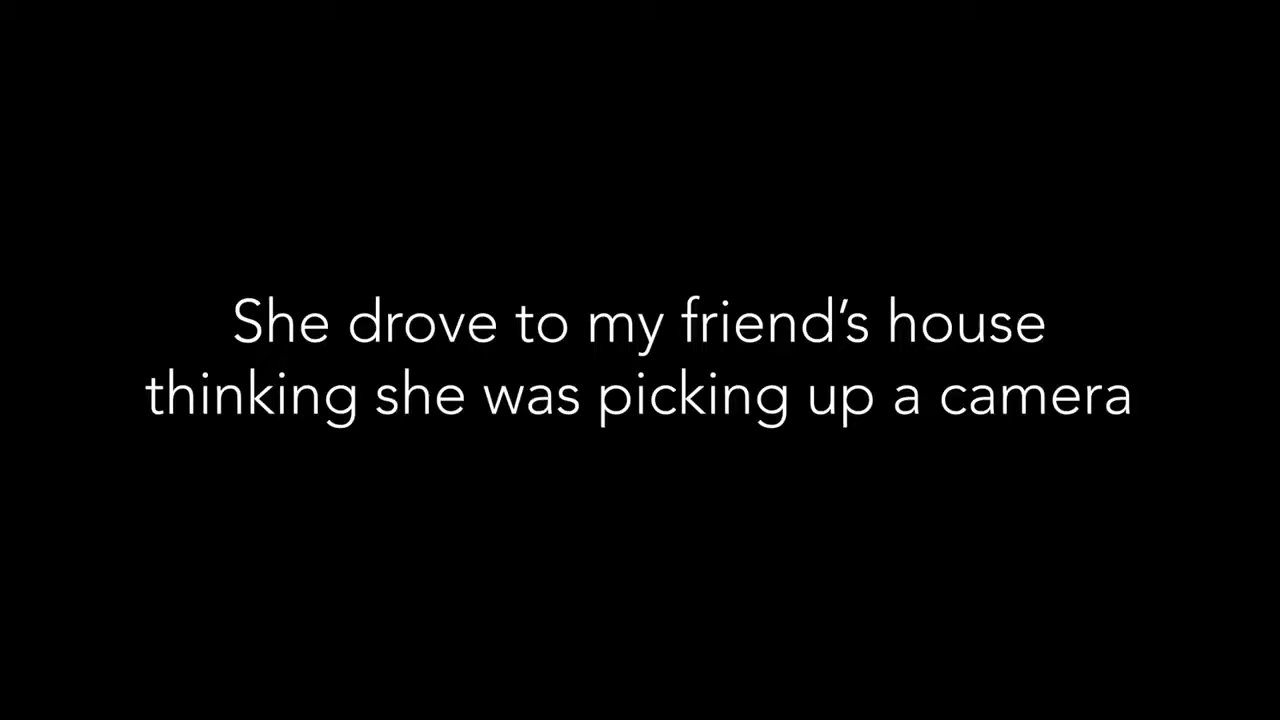 She drove to my friend’s house
thinking she was picking up a camera